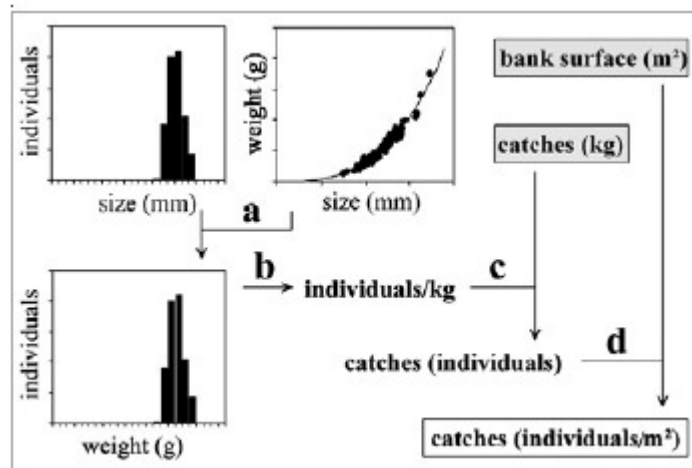 individuals
size (mm)
weight (g)
size (mm)
bank surface (m²)
catches (kg)
a
individuals
weight (g)
b
individuals/kg
c
catches (individuals)
d
catches (individuals/m²)